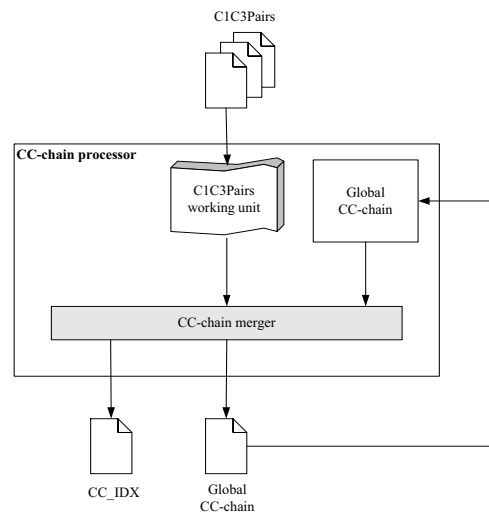 C1C3Pairs
CC-chain processor
C1C3Pairs
working unit
Global
CC-chain
CC-chain merger
CC_IDX
Global
CC-chain